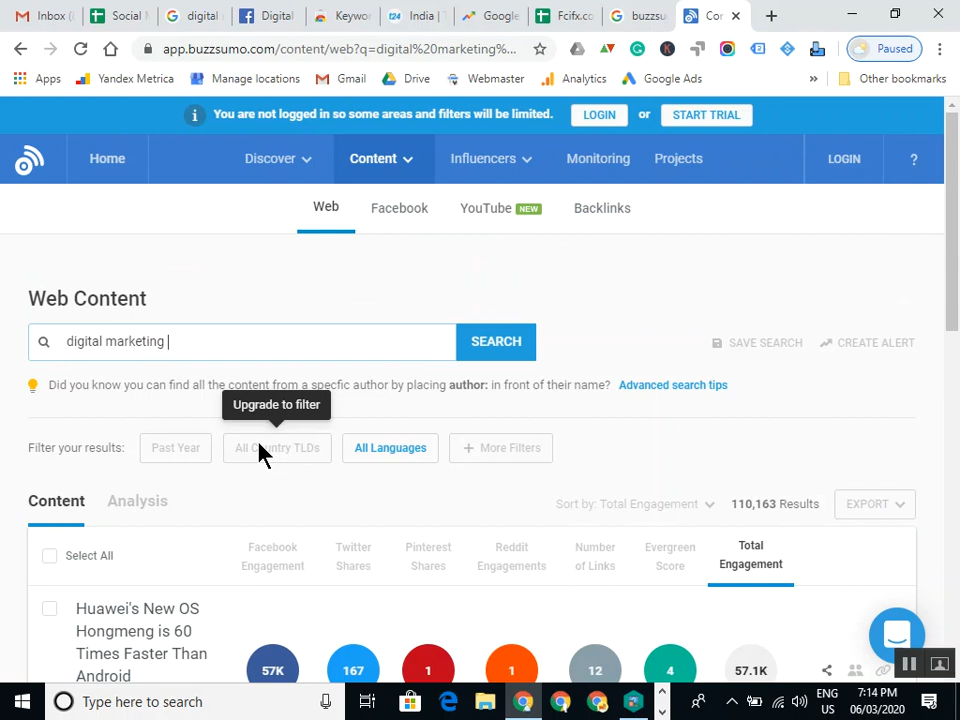 Inbox (
Social
digital
Digital
Keywor
India | T
Google
Fcifx.co
buzzsu
Cor
app.buzzsumo.com/content/web?q=digital%20marketing%...
Paused
Apps
Yandex Metrica
Manage locations
Gmail
Drive
Webmaster
Analytics
Google Ads
»
Other bookmarks
You are not logged in so some areas and filters will be limited.
LOGIN
or
START TRIAL
Home
Discover
Content
Influencers
Monitoring
Projects
LOGIN
?
Web
Facebook
YouTube NEW
Backlinks
Web Content
digital marketing
SEARCH
SAVE SEARCH
CREATE ALERT
Did you know you can find all the content from a specfic author by placing author: in front of their name?
Advanced search tips
Upgrade to filter
Filter your results:
Past Year
All Country TLDs
All Languages
+ More Filters
Content
Analysis
Sort by: Total Engagement
110,163 Results
EXPORT
Select All
Facebook
Engagement
Twitter
Shares
Pinterest
Shares
Reddit
Engagements
Number
of Links
Evergreen
Score
Total
Engagement
Huawei's New OS
Hongmeng is 60
Times Faster Than
Android
57K
167
1
1
12
4
57.1K
Type here to search
ENG
US
7:14 PM
06/03/2020